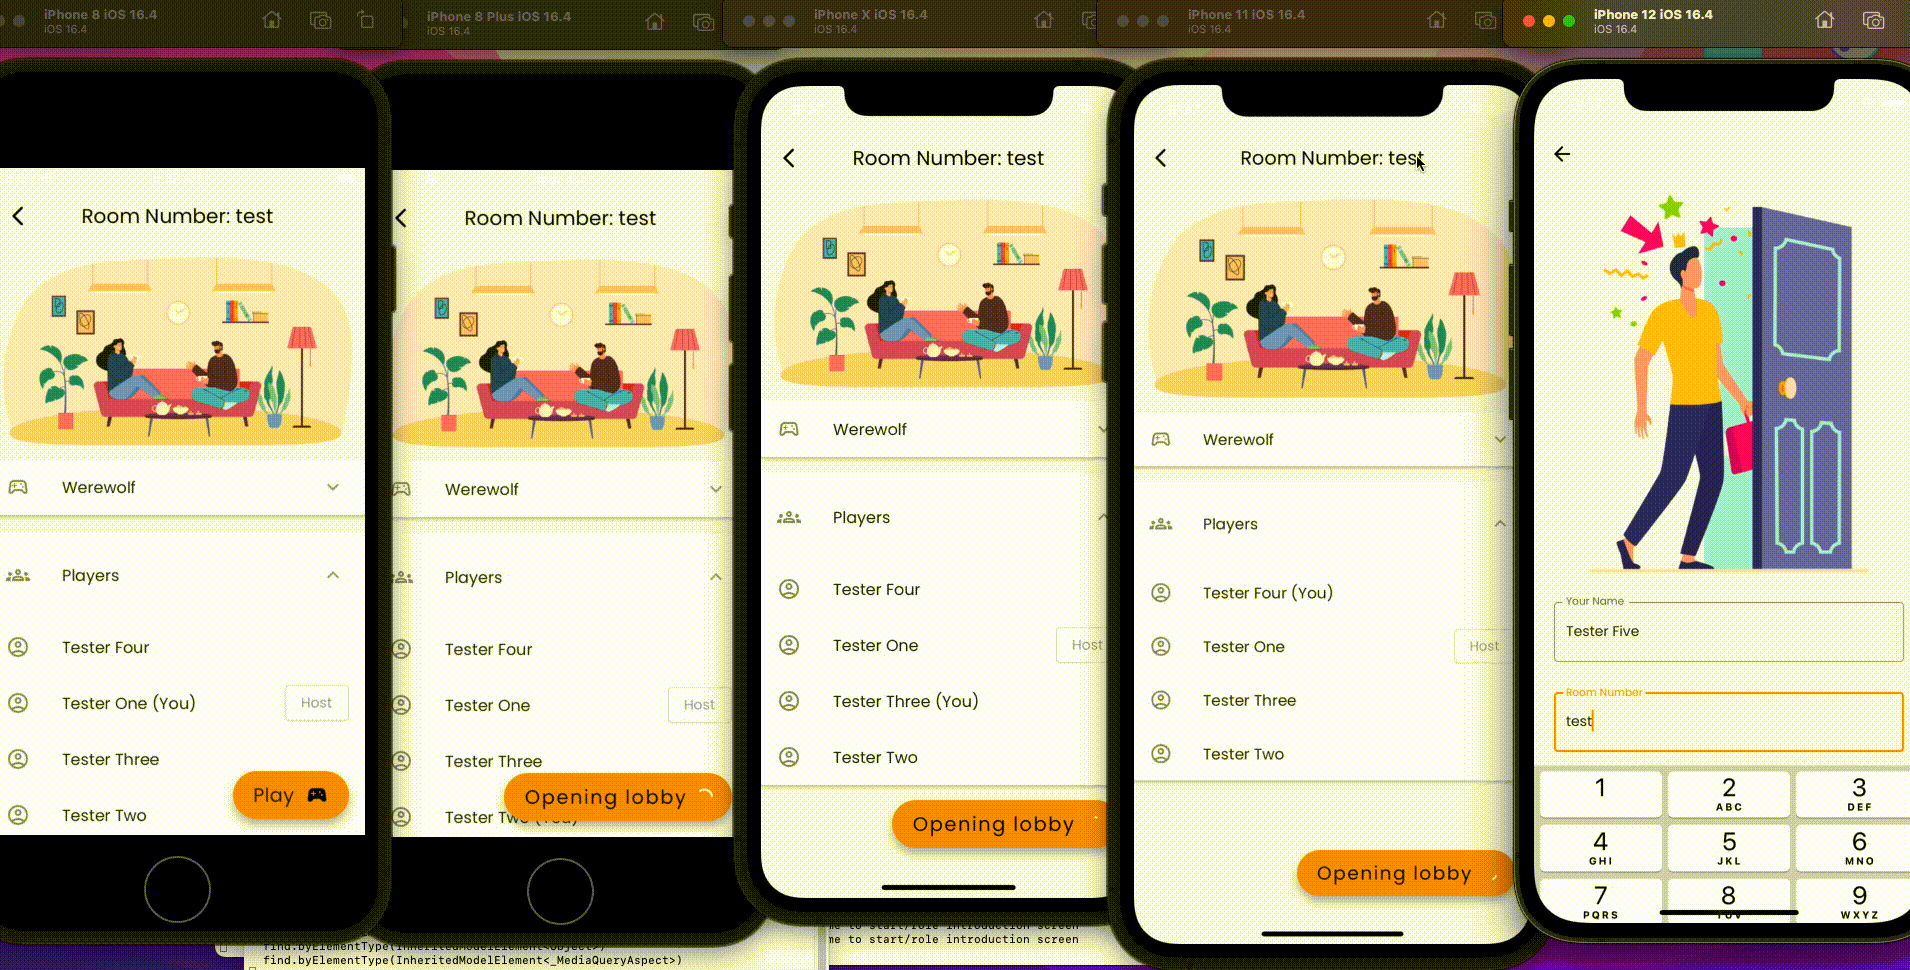 iPhone 8 iOS 16.4
iOS 16.4
Room Number: test
Werewolf
Players
Tester Four
Tester One (You)
Host
Tester Three
Play
Tester Two
iPhone 8 Plus iOS 16.4
iOS 16.4
Room Number: test
Werewolf
Players
Tester Four
Tester One
Host
Tester Three
Opening lobby
Tester Two (You)
iPhone X iOS 16.4
iOS 16.4
Room Number: test
Werewolf
Players
Tester Four
Tester One
Host
Tester Three (You)
Tester Two
Opening lobby
iPhone 11 iOS 16.4
iOS 16.4
Room Number: test
Werewolf
Players
Tester Four (You)
Tester One
Host
Tester Three
Tester Two
Opening lobby
iPhone 12 iOS 16.4
iOS 16.4
Your Name
Tester Five
Room Number
test
1
2
ABC
3
DEF
4
GHI
5
JKL
6
MNO
7
PQRS
8
TUV
9
WXYZ
find.byElementType(InheritedModelElement<Object>)
find.byElementType(InheritedModelElement<_MediaQueryAspect>)
me to start/role introduction screen
me to start/role introduction screen